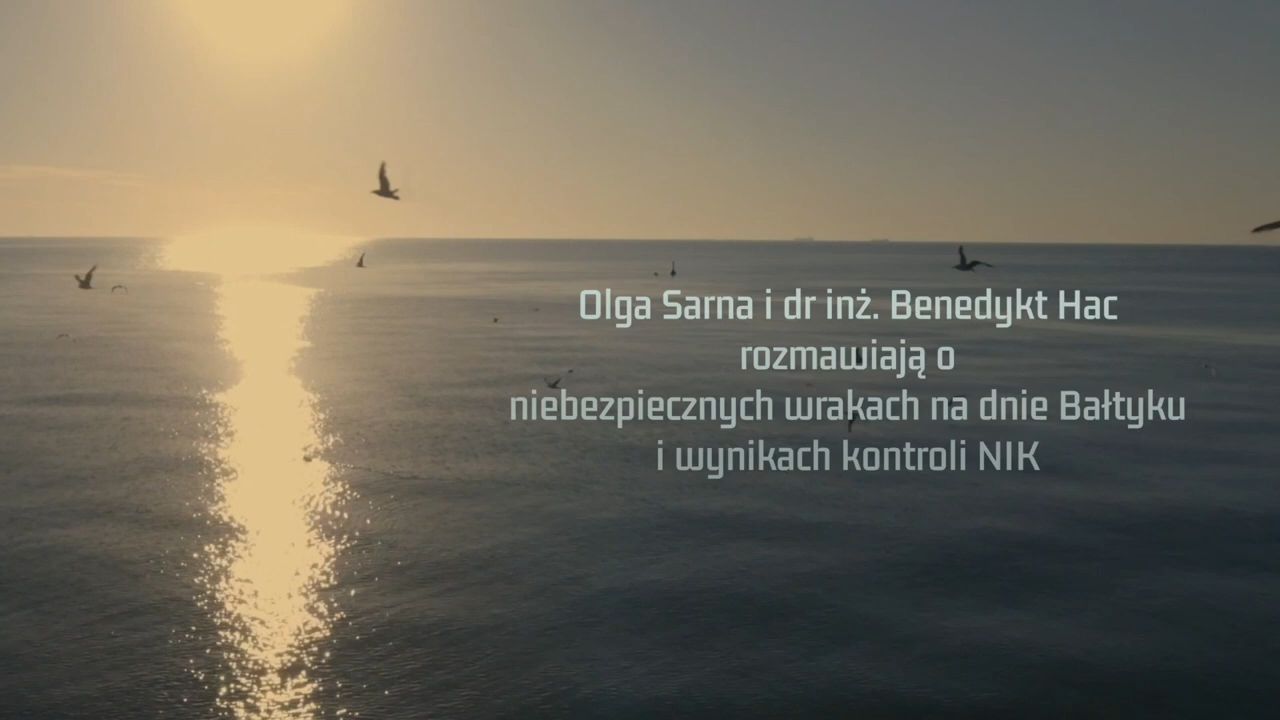 Olga Sarna i dr inż. Benedykt Hac
rozmawiają o
niebezpiecznych wrakach na dnie Bałtyku
i wynikach kontroli NIK